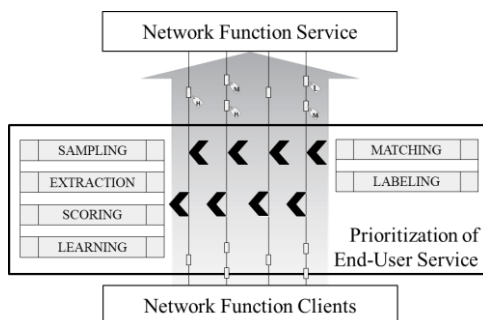 Network Function Service
H
M
H
L
M
SAMPLING
EXTRACTION
SCORING
LEARNING
MATCHING
LABELING
Prioritization of
End-User Service
Network Function Clients